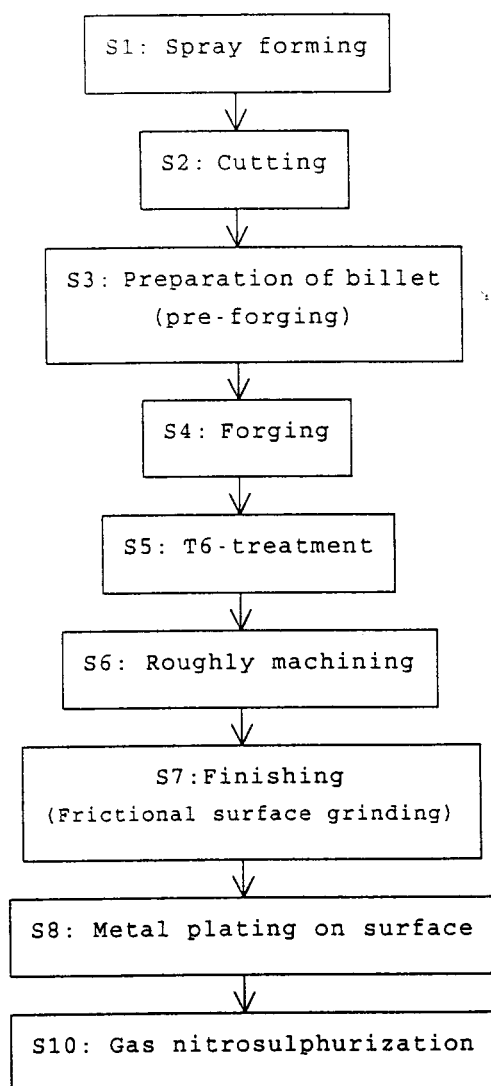 S1: Spray forming
S2: Cutting
S3: Preparation of billet
(pre-forging)
S4: Forging
S5: T6-treatment
S6: Roughly machining
S7:Finishing
(Frictional surface grinding)
S8: Metal plating on surface
S10: Gas nitrosulphurization